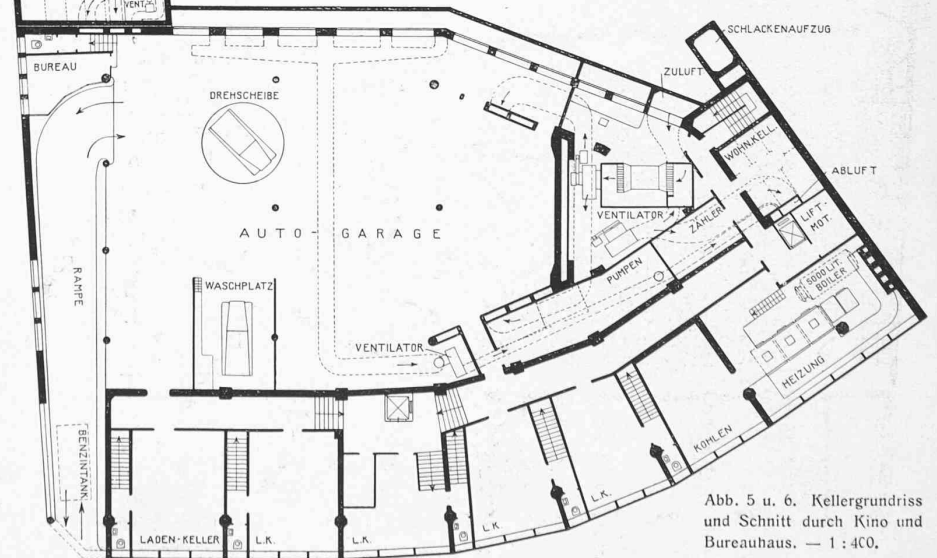 VENT.
SCHLACKENAUFZUG
BUREAU
ZULUFT
DREHSCHEIBE
WOHN.KELL.
ABLUFT
VENTILATOR
ZÄHLER
LIFT-
MOT.
AUTO-GARAGE
PUMPEN
5000 LIT.
BOILER
RAMPE
WASCHPLATZ
VENTILATOR
HEIZUNG
BENZINTANK
KOHLEN
LADEN-KELLER
L.K.
L.K.
L.K
L.K.
Abb. 5 u. 6. Kellergrundriss
und Schnitt durch Kino und
Bureauhaus. — 1 : 400.